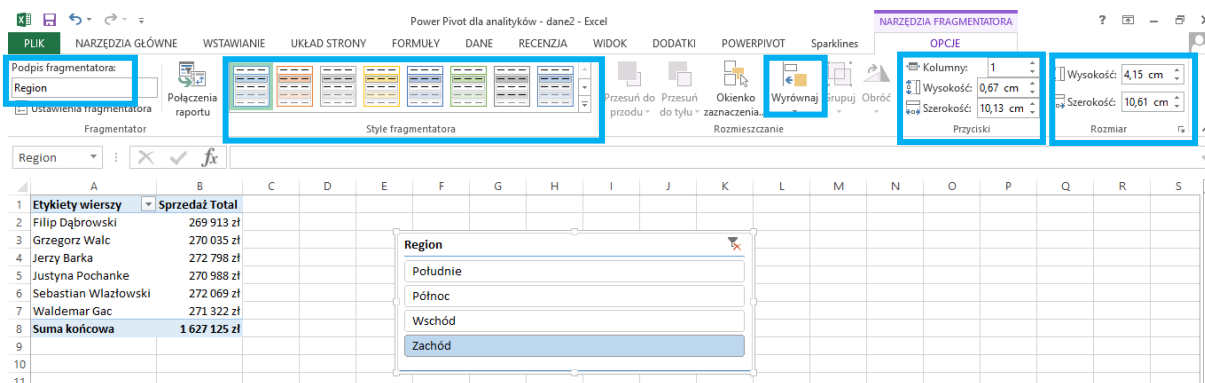 Power Pivot dla analityków - dane2 - Excel
NARZĘDZIA FRAGMENTATORA
PLIK NARZĘDZIA GŁÓWNE WSTAWIANIE UKŁAD STRONY FORMUŁY DANE RECENZJA WIDOK DODATKI POWERPIVOT Sparklines OPCJE
Podpis fragmentatora:
Region
Ustawienia fragmentatora
Fragmentator
Połączenia
raportu
Style fragmentatora
Przesuń do
przodu
Przesuń
do tyłu
Okienko
zaznaczenia...
Wyrównaj
Grupuj
Obróć
Rozmieszczanie
Kolumny: 1
Wysokość: 0,67 cm
Szerokość: 10,13 cm
Przyciski
Wysokość: 4,15 cm
Szerokość: 10,61 cm
Rozmiar
Region fx
A B C D E F G H I J K L M N O P Q R S
1 Etykiety wierszy Sprzedaż Total
2 Filip Dąbrowski 269 913 zł
3 Grzegorz Walc 270 035 zł
4 Jerzy Barka 272 798 zł
5 Justyna Pochanke 270 988 zł
6 Sebastian Wlazłowski 272 069 zł
7 Waldemar Gac 271 322 zł
8 Suma końcowa 1 627 125 zł
9
10
11
Region
Południe
Północ
Wschód
Zachód